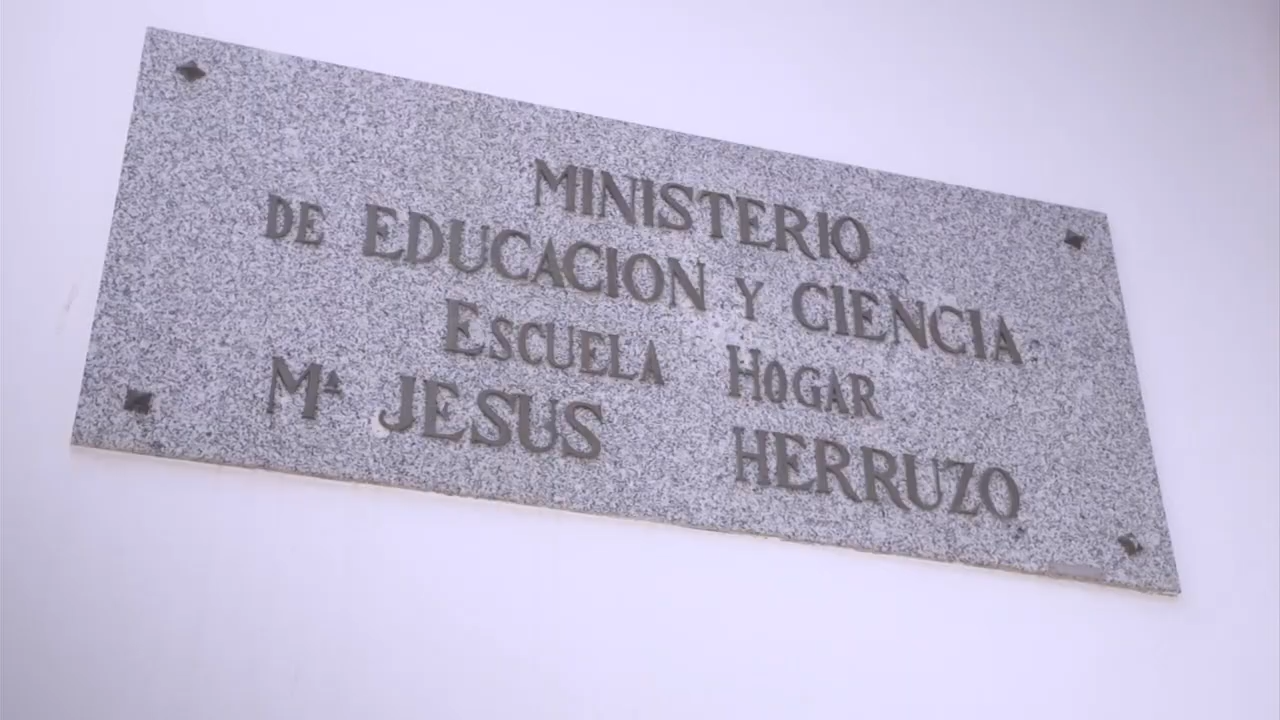 MINISTERIO
DE EDUCACION Y CIENCIA
ESCUELA HOGAR
Mª JESUS HERRUZO